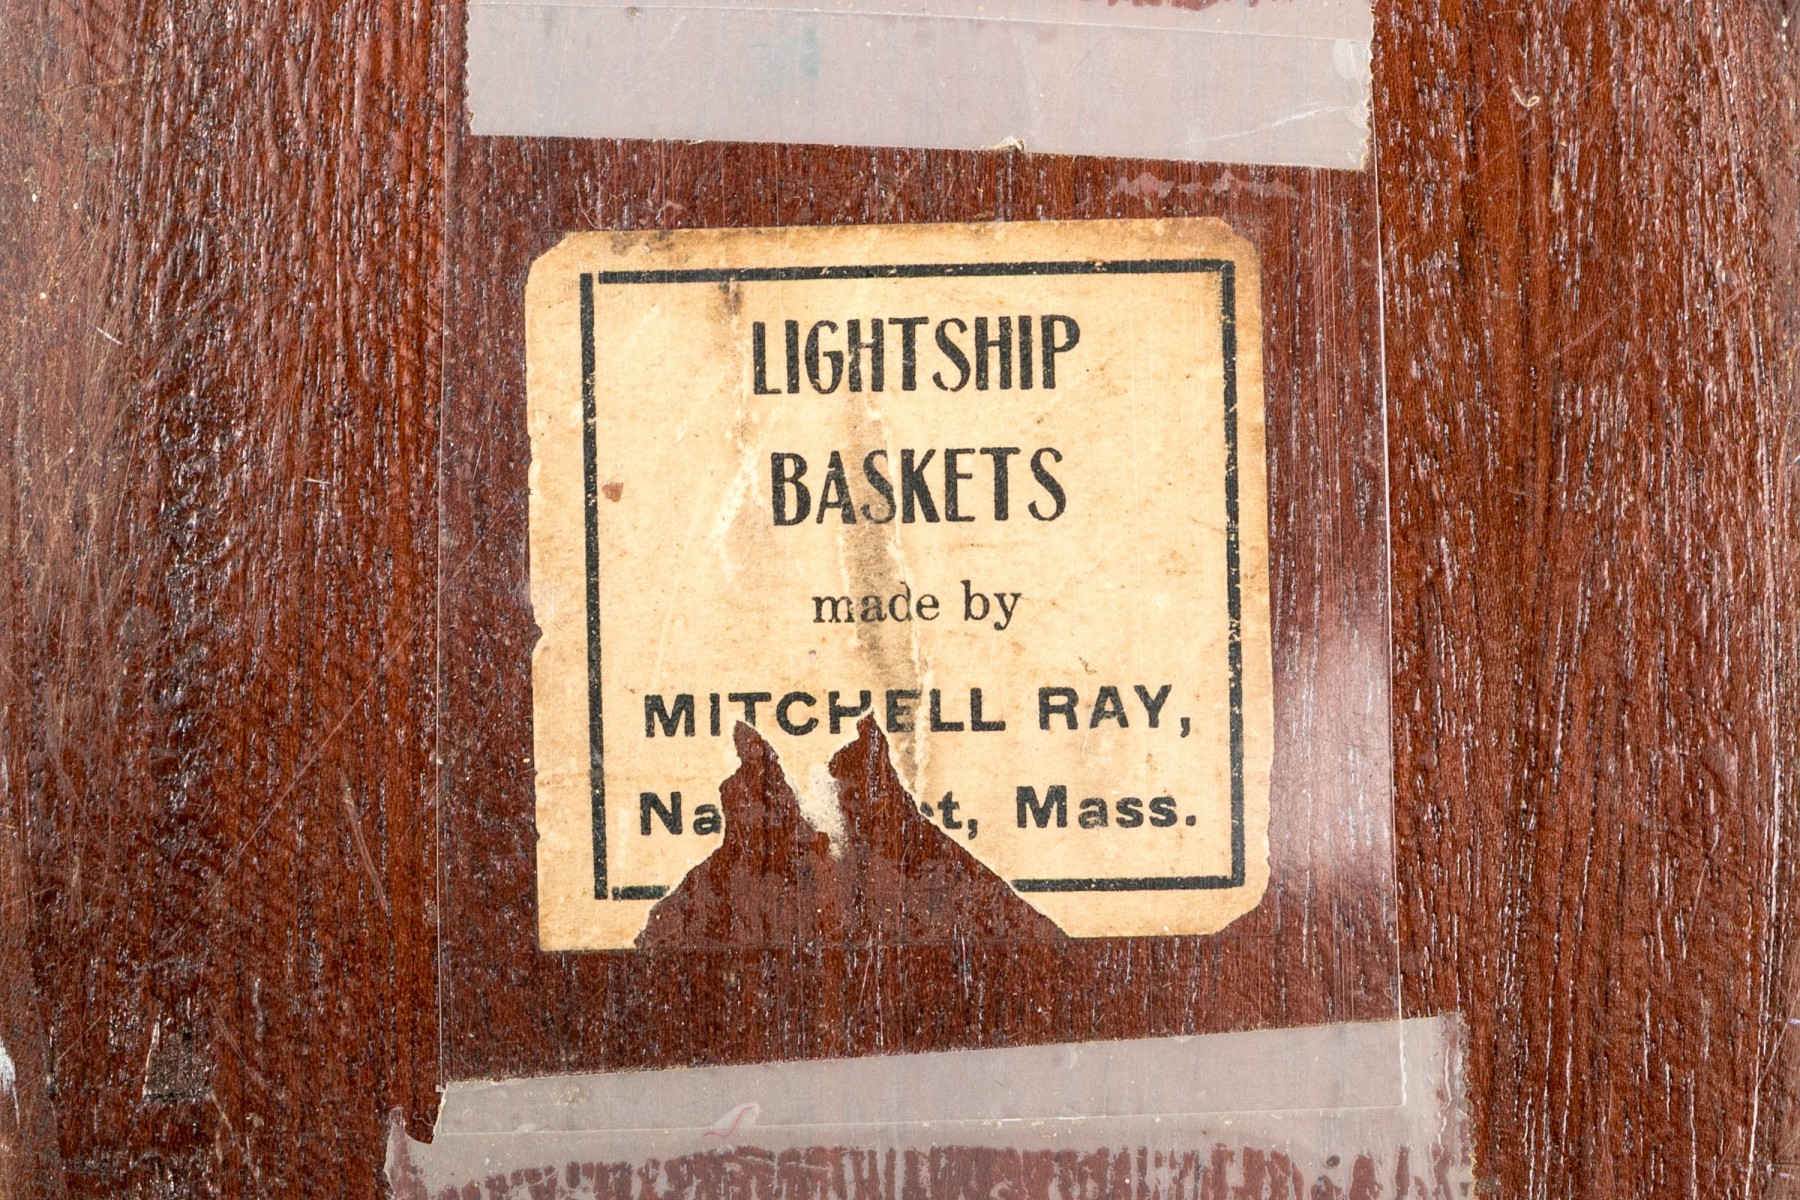 LIGHTSHIP
BASKETS
made by
MITCHELL RAY,
Mass.